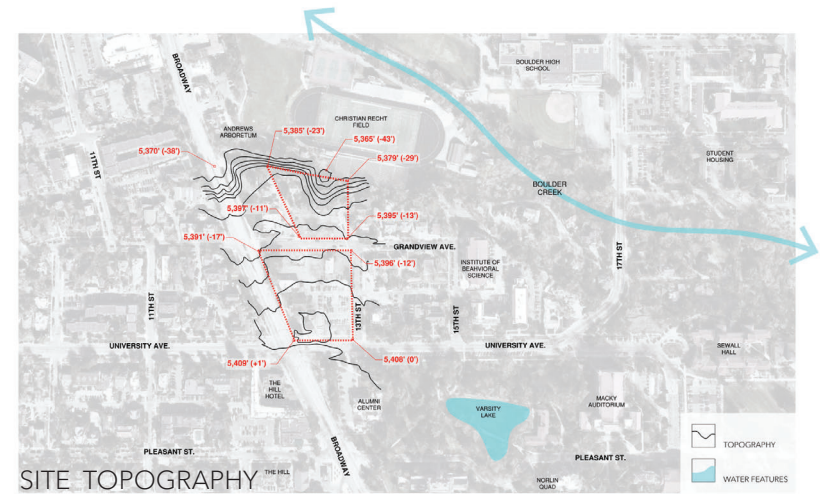 BROADWAY
BOULDER HIGH
SCHOOL
CHRISTIAN RECHT
FIELD
ANDREWS
ARBORETUM
5,385' (-23')
5,365' (-43')
5,370' (-38')
5,379' (-29')
11TH ST
STUDENT
HOUSING
BOULDER
CREEK
5,397' (-11')
5,395' (-13')
5,391' (-17')
GRANDVIEW AVE.
17TH ST
5,396' (-12')
INSTITUTE OF
BEAHVIORAL
SCIENCE
11TH ST
13TH ST
15TH ST
UNIVERSITY AVE.
UNIVERSITY AVE.
SEWALL
HALL
5,409' (+1')
5,408' (0')
THE
HILL
HOTEL
ALUMNI
CENTER
VARSITY
LAKE
MACKY
AUDITORIUM
BROADWAY
TOPOGRAPHY
PLEASANT ST.
PLEASANT ST.
SITE TOPOGRAPHY
THE HILL
NORLIN
QUAD
WATER FEATURES